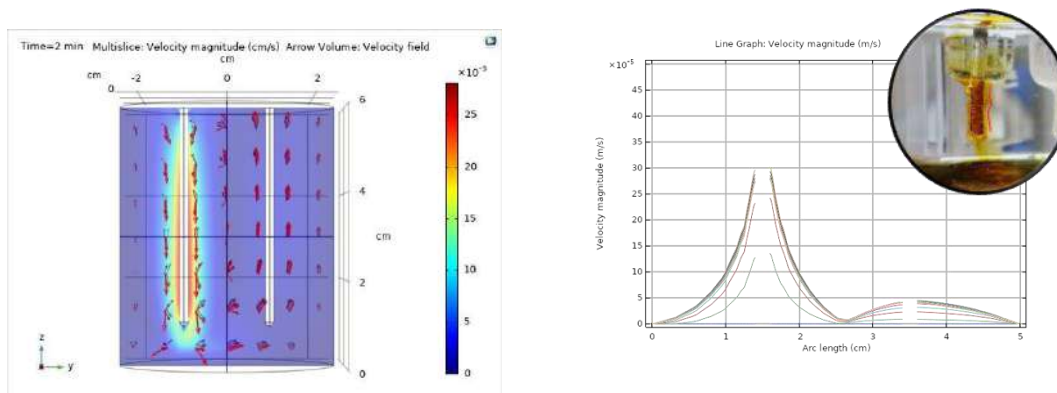 Time=2 min Multislice: Velocity magnitude (cm/s) Arrow Volume: Velocity field
cm
-2 0 2
cm
0
6
4
cm
2
0
z
y
×10⁻⁵
25
20
15
10
5
0
Line Graph: Velocity magnitude (m/s)
×10⁻⁵
50
45
40
35
30
25
20
15
10
5
0
Velocity magnitude (m/s)
0 1 2 3 4 5
Arc length (cm)